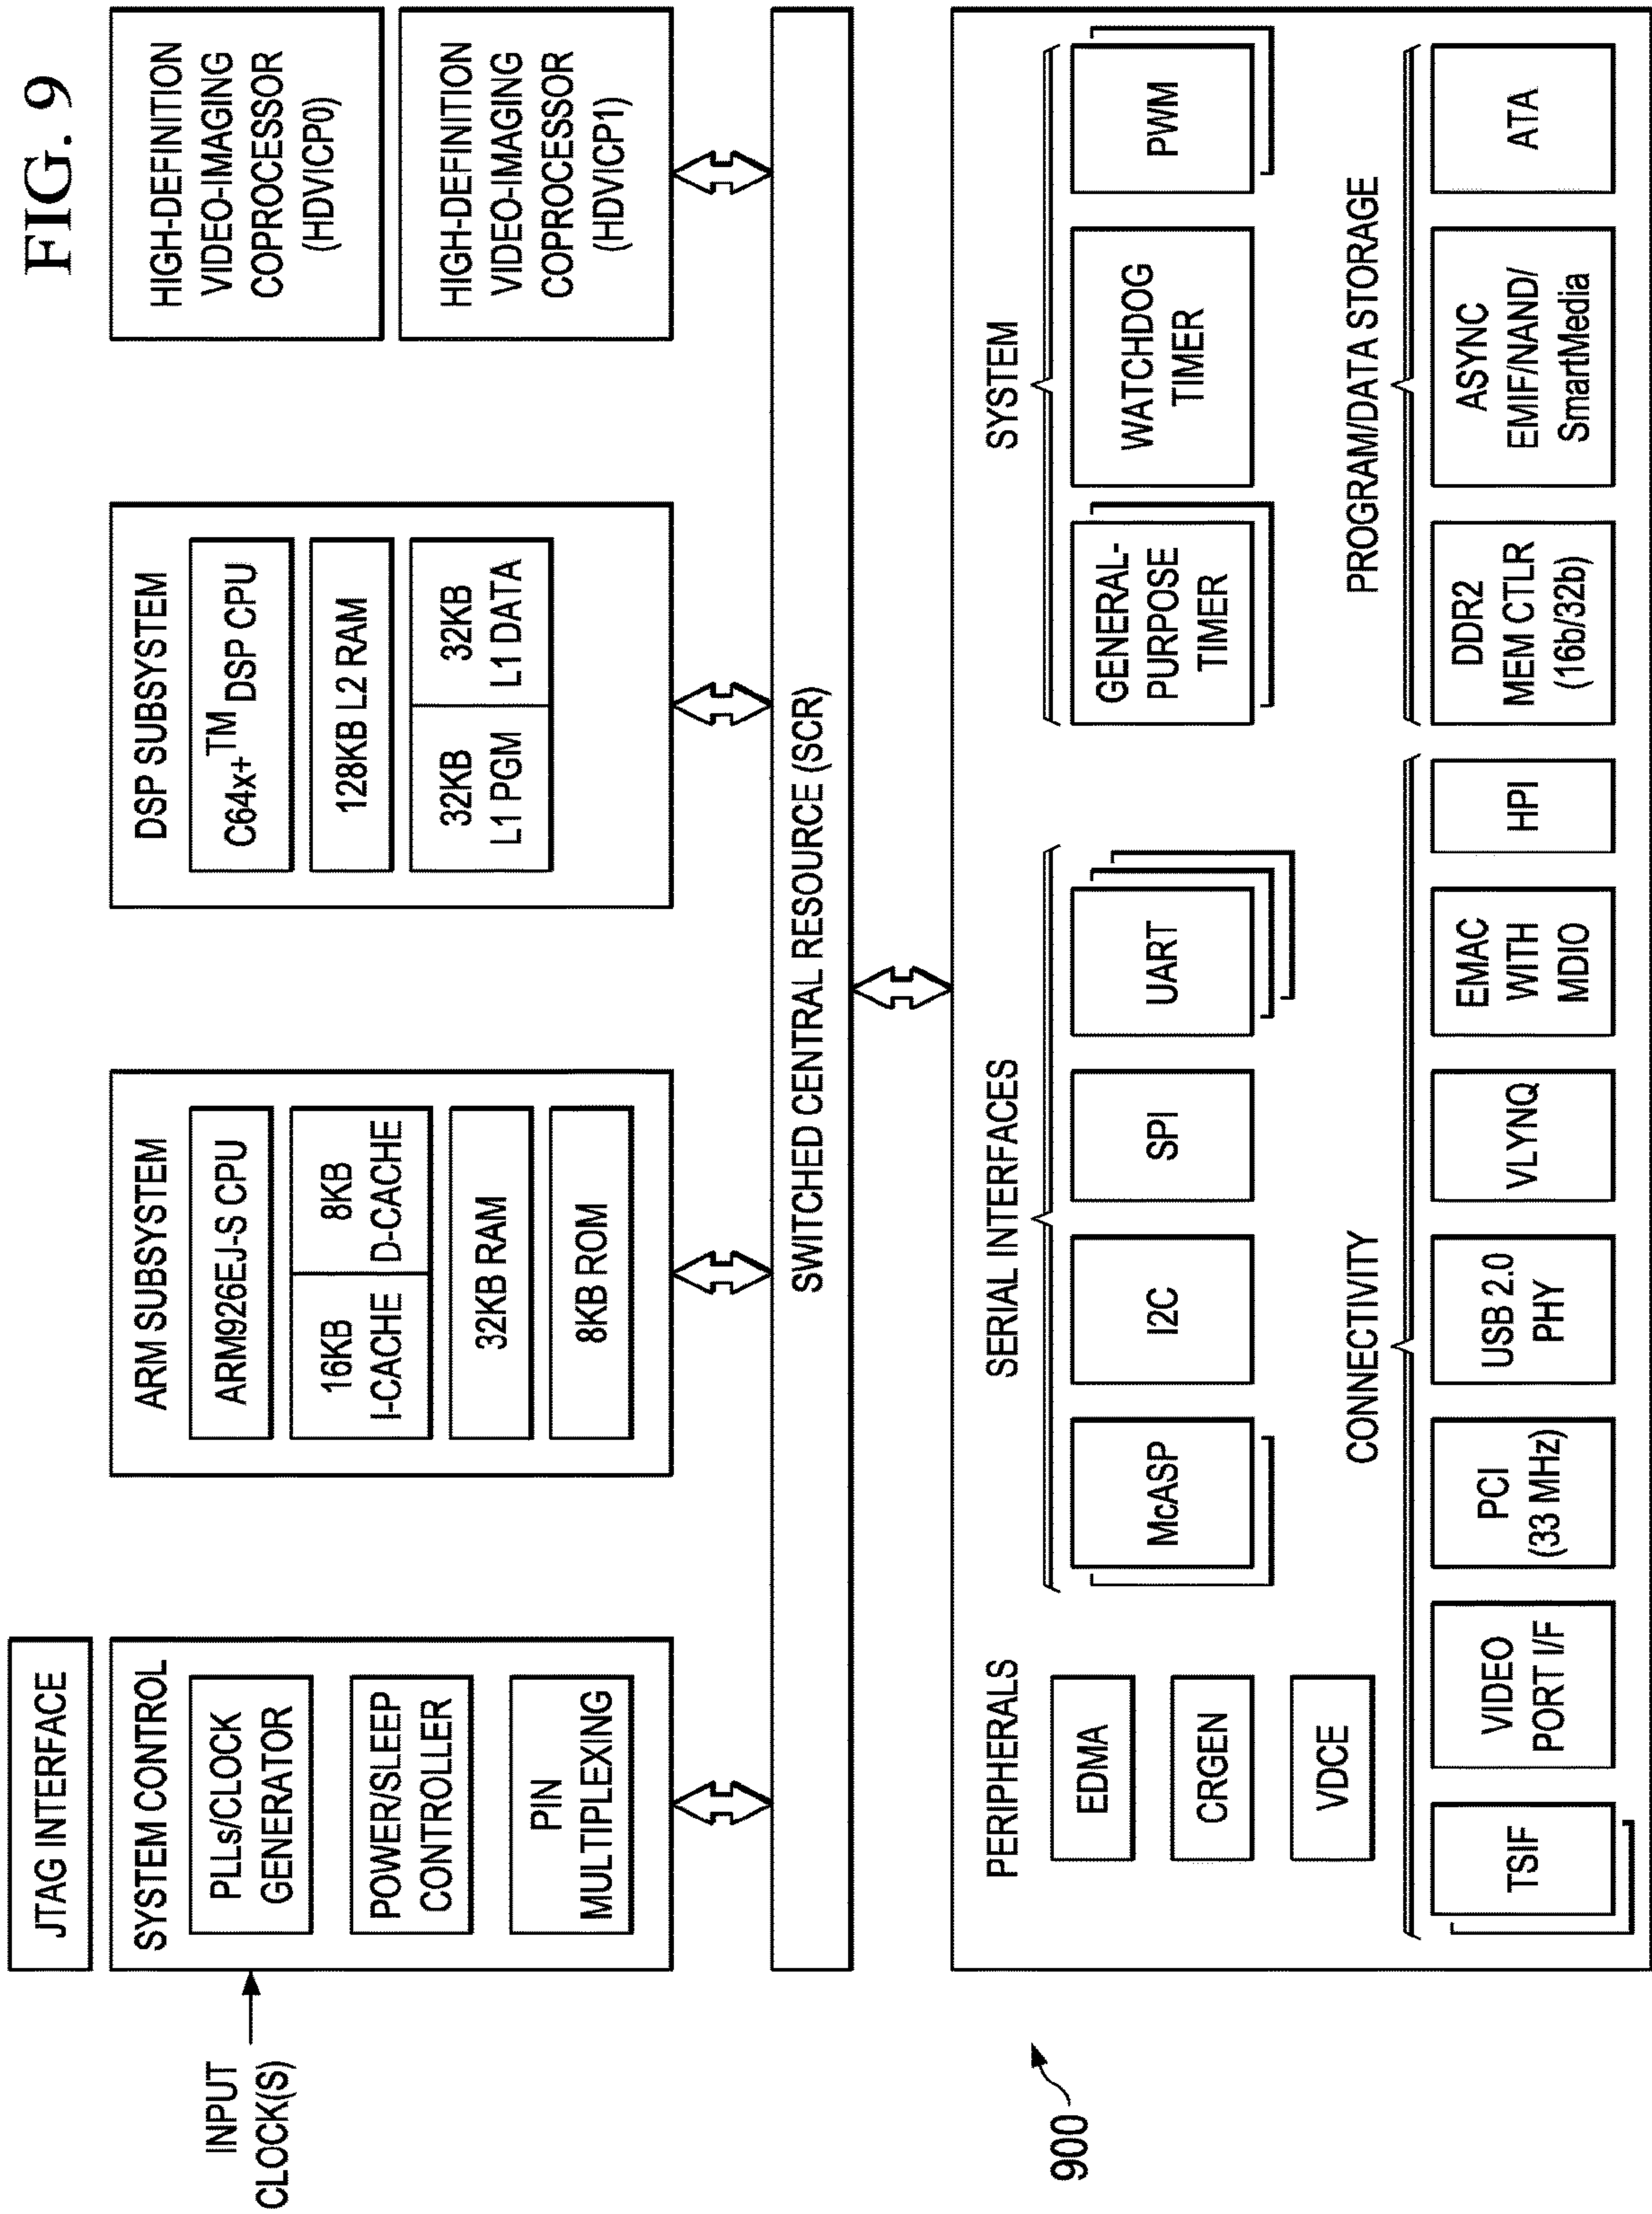 FIG. 9
JTAG INTERFACE
INPUT
CLOCK(S)
SYSTEM CONTROL
PLLs/CLOCK
GENERATOR
POWER/SLEEP
CONTROLLER
PIN
MULTIPLEXING
ARM SUBSYSTEM
ARM926EJ-S CPU
16KB
I-CACHE
8KB
D-CACHE
32KB RAM
8KB ROM
DSP SUBSYSTEM
C64x+TM DSP CPU
128KB L2 RAM
32KB
L1 PGM
32KB
L1 DATA
HIGH-DEFINITION
VIDEO-IMAGING
COPROCESSOR
(HDVICP0)
HIGH-DEFINITION
VIDEO-IMAGING
COPROCESSOR
(HDVICP1)
SWITCHED CENTRAL RESOURCE (SCR)
PERIPHERALS
EDMA
CRGEN
VDCE
SERIAL INTERFACES
McASP
I2C
SPI
UART
SYSTEM
GENERAL-
PURPOSE
TIMER
WATCHDOG
TIMER
PWM
CONNECTIVITY
TSIF
VIDEO
PORT I/F
PCI
(33 MHz)
USB 2.0
PHY
VLYNQ
EMAC
WITH
MDIO
HPI
PROGRAM/DATA STORAGE
DDR2
MEM CTLR
(16b/32b)
ASYNC
EMIF/NAND/
SmartMedia
ATA
900